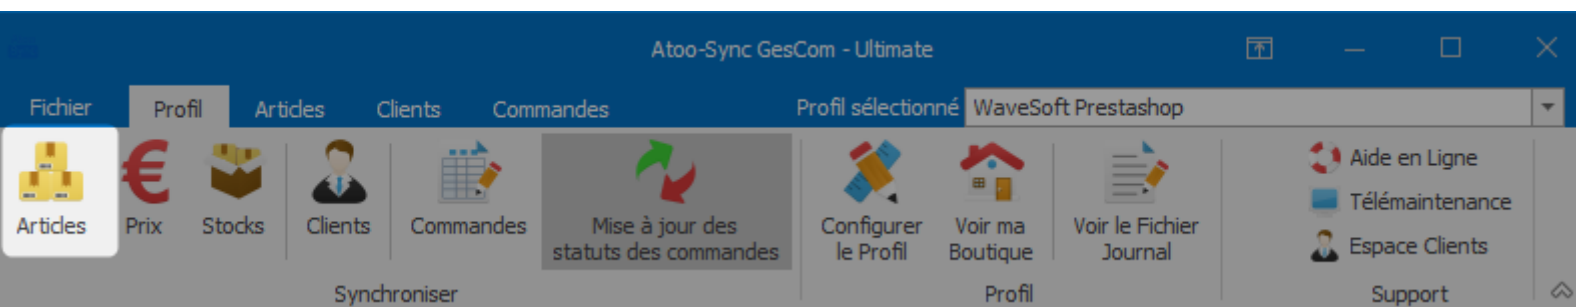 Atoo-Sync GesCom - Ultimate
Fichier Profil Articles Clients Commandes Profil sélectionné WaveSoft Prestashop
Articles Prix Stocks Clients Commandes Mise à jour des statuts des commandes Configurer le Profil Voir ma Boutique Voir le Fichier Journal
Aide en Ligne
Télémaintenance
Espace Clients
Synchroniser Profil Support